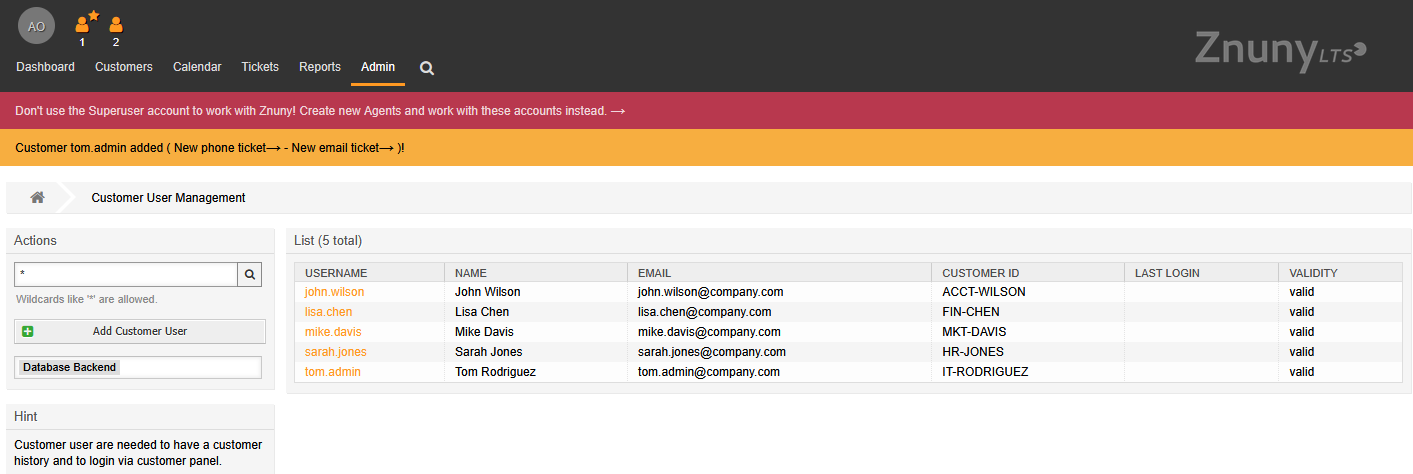 AO
1 2
Dashboard Customers Calendar Tickets Reports Admin
Znuny LTS
Don't use the Superuser account to work with Znuny! Create new Agents and work with these accounts instead. →
Customer tom.admin added ( New phone ticket→ - New email ticket→ )!
Customer User Management
Actions
*
Wildcards like '*' are allowed.
Add Customer User
Database Backend
Hint
Customer user are needed to have a customer
history and to login via customer panel.
List (5 total)
USERNAME NAME EMAIL CUSTOMER ID LAST LOGIN VALIDITY
john.wilson John Wilson john.wilson@company.com ACCT-WILSON valid
lisa.chen Lisa Chen lisa.chen@company.com FIN-CHEN valid
mike.davis Mike Davis mike.davis@company.com MKT-DAVIS valid
sarah.jones Sarah Jones sarah.jones@company.com HR-JONES valid
tom.admin Tom Rodriguez tom.admin@company.com IT-RODRIGUEZ valid